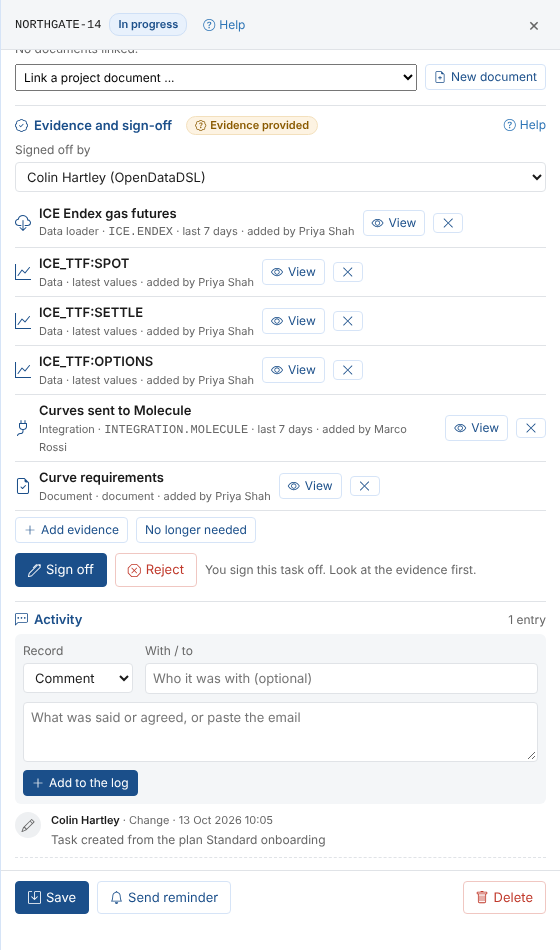 NORTHGATE-14 In progress Help
No documents linked.
Link a project document ... New document
Evidence and sign-off Evidence provided Help
Signed off by
Colin Hartley (OpenDataDSL)
ICE Endex gas futures
Data loader · ICE.ENDEX · last 7 days · added by Priya Shah View
ICE_TTF:SPOT
Data · latest values · added by Priya Shah View
ICE_TTF:SETTLE
Data · latest values · added by Priya Shah View
ICE_TTF:OPTIONS
Data · latest values · added by Priya Shah View
Curves sent to Molecule
Integration · INTEGRATION.MOLECULE · last 7 days · added by Marco
Rossi
View
Curve requirements
Document · document · added by Priya Shah View
Add evidence No longer needed
Sign off Reject You sign this task off. Look at the evidence first.
Activity 1 entry
Record With / to
Comment Who it was with (optional)
What was said or agreed, or paste the email
Add to the log
Colin Hartley · Change · 13 Oct 2026 10:05
Task created from the plan Standard onboarding
Save Send reminder Delete